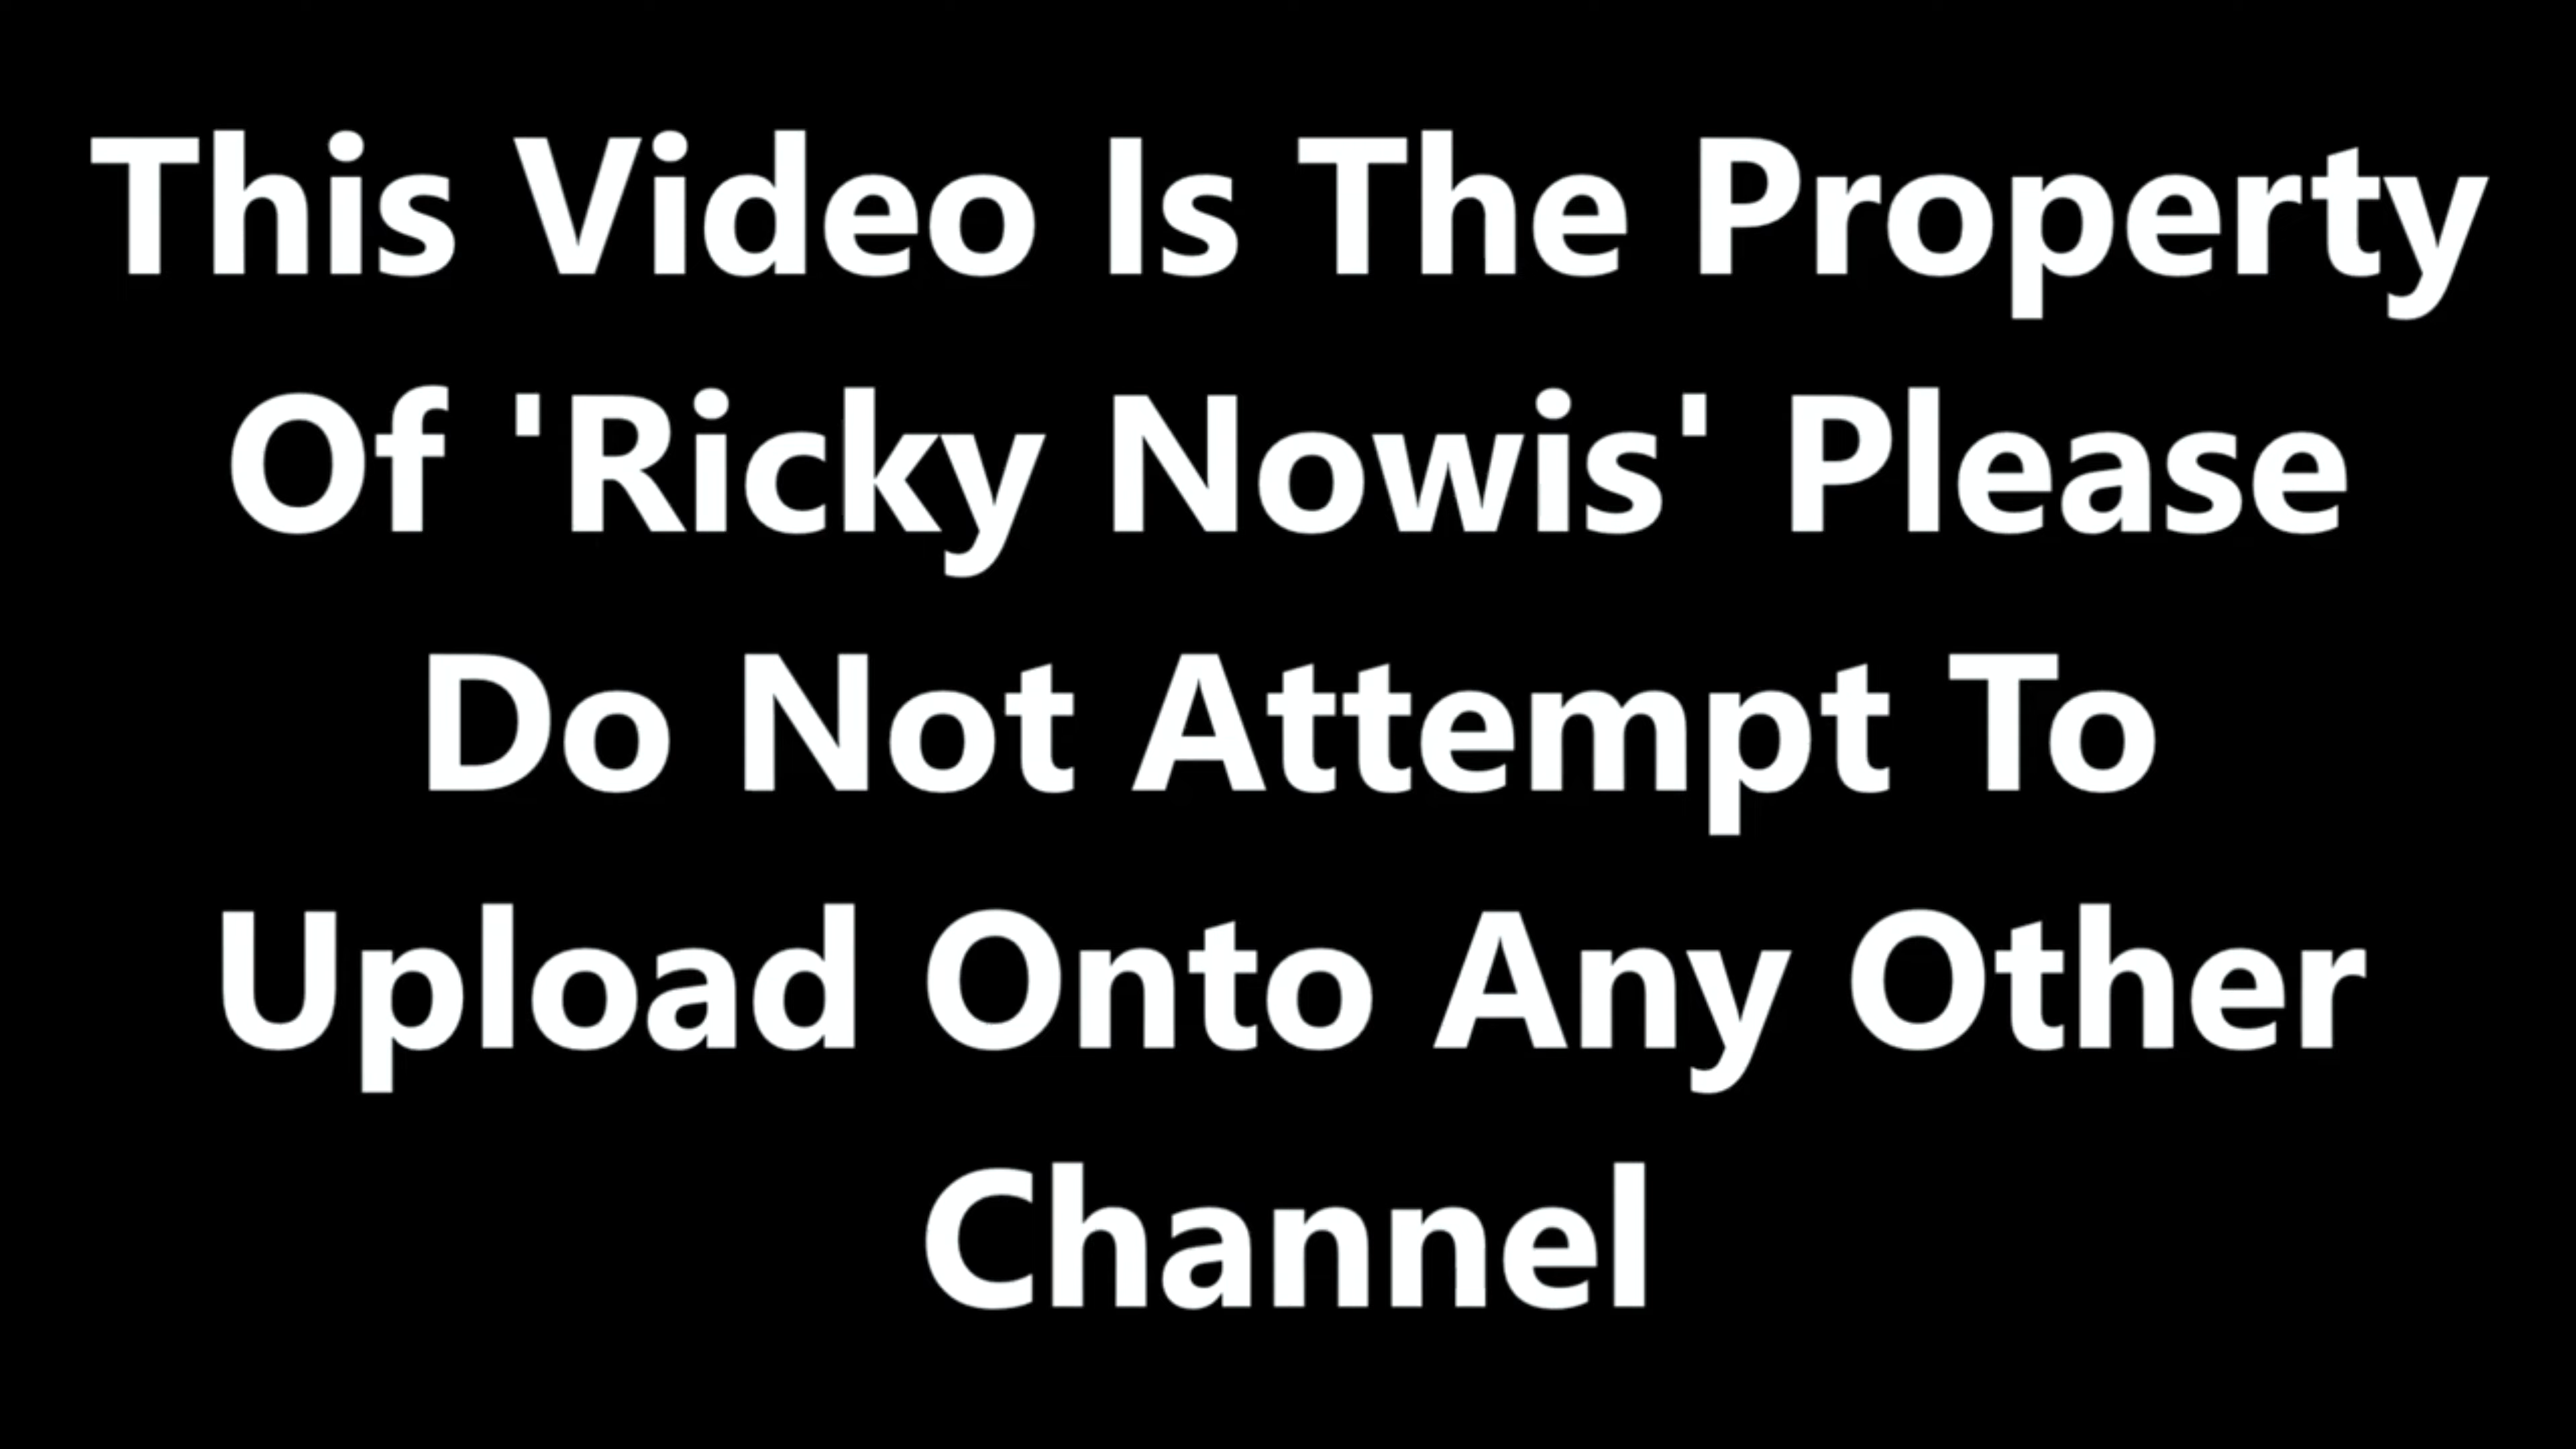 This Video Is The Property
Of 'Ricky Nowis' Please
Do Not Attempt To
Upload Onto Any Other
Channel